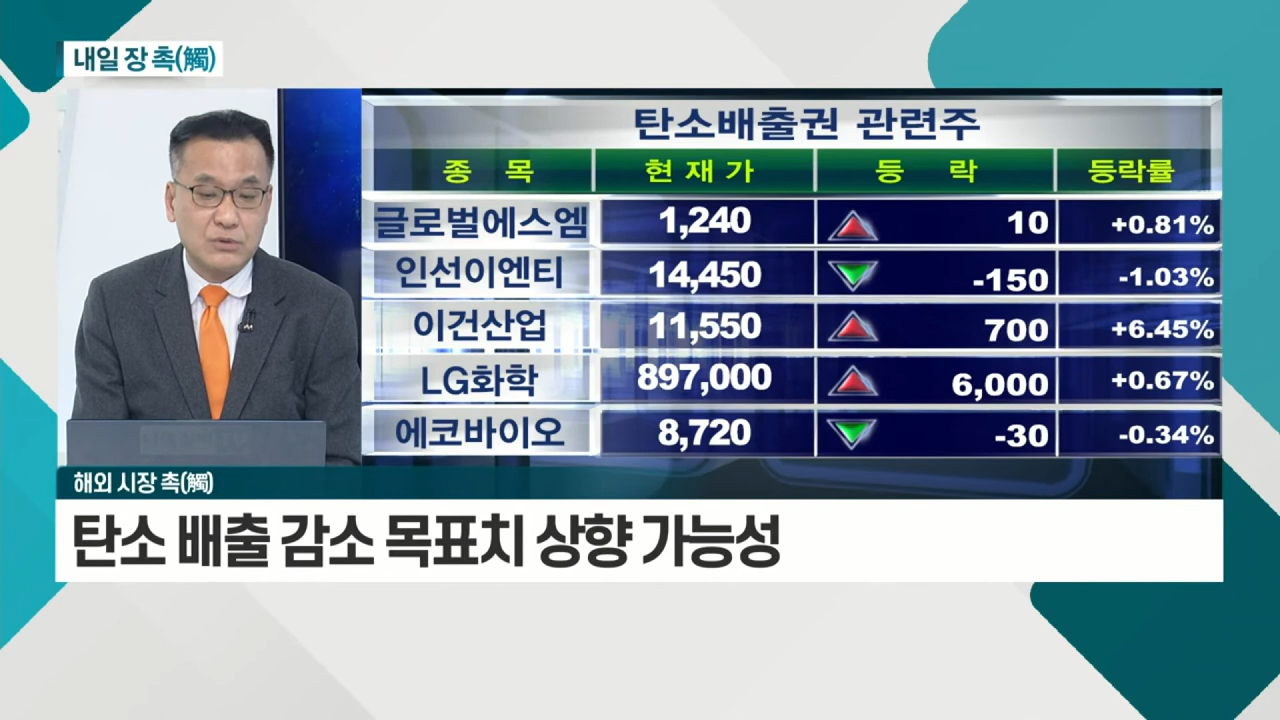 내일 장 촉(觸)
탄소배출권 관련주
종 목 현 재 가 등 락 등락률
글로벌에스엠 1,240 10 +0.81%
인선이엔티 14,450 -150 -1.03%
이건산업 11,550 700 +6.45%
LG화학 897,000 6,000 +0.67%
에코바이오 8,720 -30 -0.34%
해외 시장 촉(觸)
탄소 배출 감소 목표치 상향 가능성